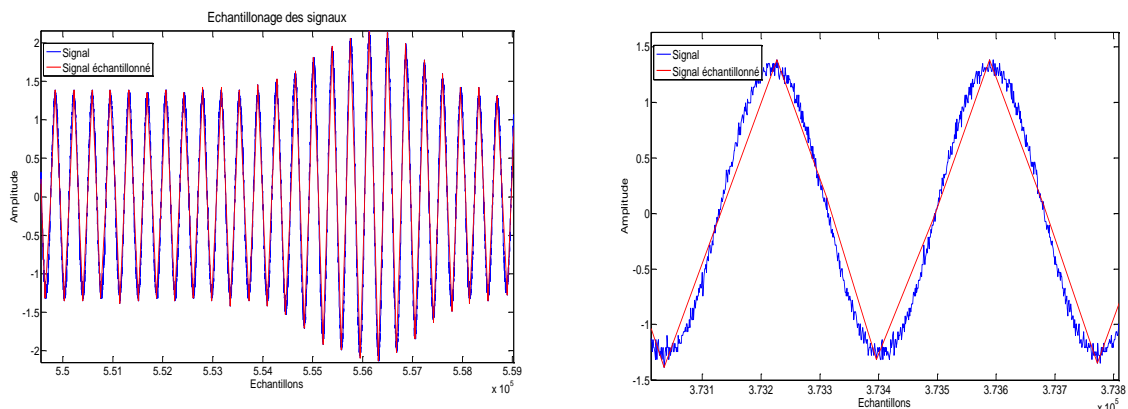 Echantillonage des signaux
Signal
Signal échantillonné
Amplitude
2
1.5
1
0.5
0
-0.5
-1
-1.5
-2
5.5 5.51 5.52 5.53 5.54 5.55 5.56 5.57 5.58 5.59
Echantillons
x 10^5
Signal
Signal échantillonné
Amplitude
1.5
1
0.5
0
-0.5
-1
-1.5
3.731 3.732 3.733 3.734 3.735 3.736 3.737 3.738
Echantillons
x 10^5